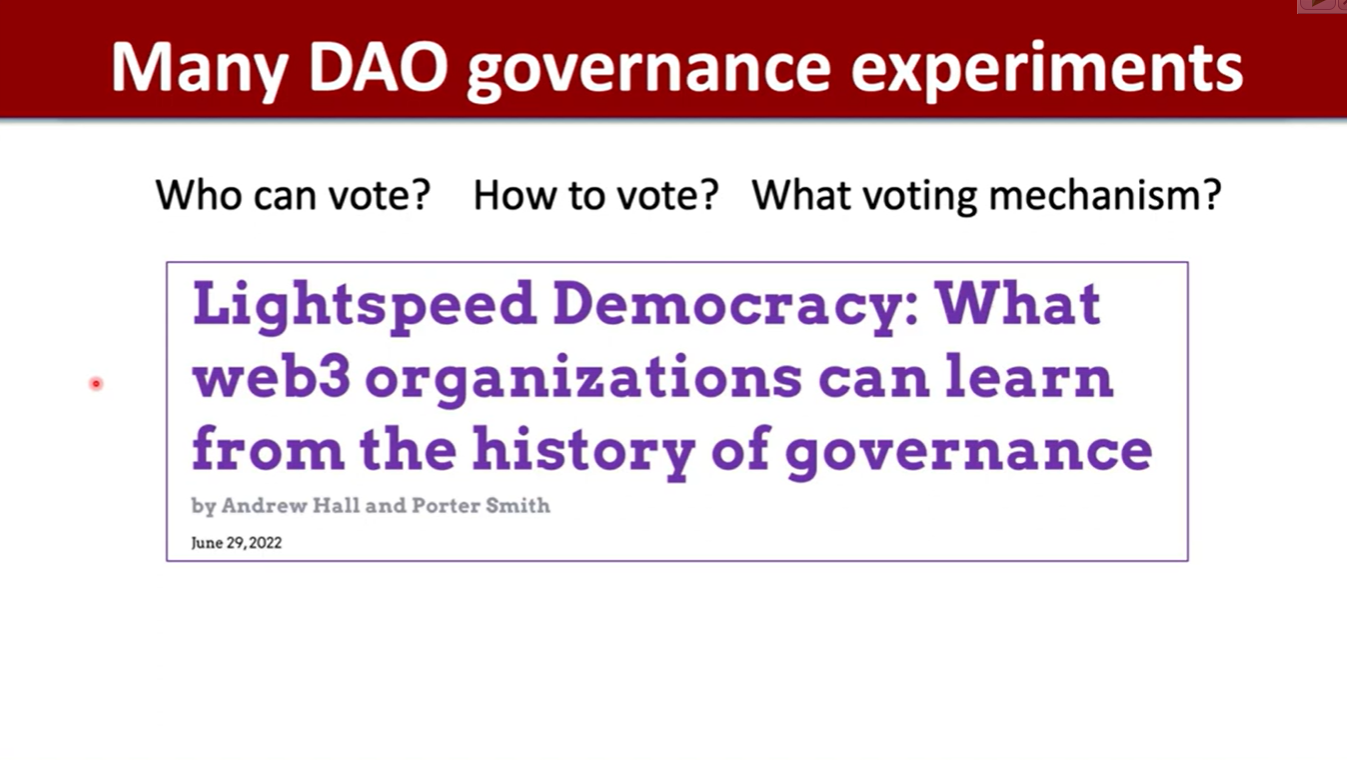 Many DAO governance experiments
Who can vote? How to vote? What voting mechanism?
Lightspeed Democracy: What
web3 organizations can learn
from the history of governance
by Andrew Hall and Porter Smith
June 29, 2022